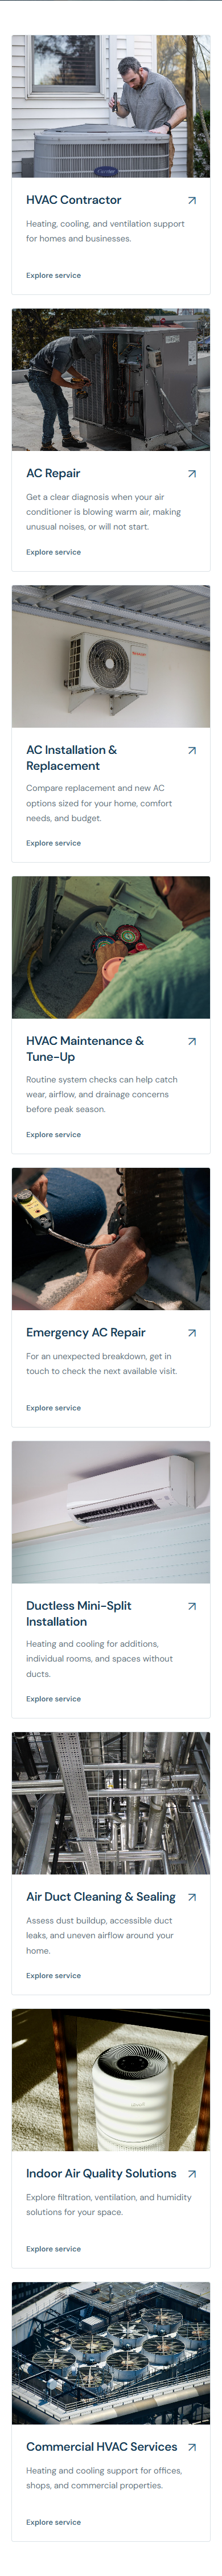 HVAC Contractor
Heating, cooling, and ventilation support
for homes and businesses.
Explore service
AC Repair
Get a clear diagnosis when your air
conditioner is blowing warm air, making
unusual noises, or will not start.
Explore service
AC Installation &
Replacement
Compare replacement and new AC
options sized for your home, comfort
needs, and budget.
Explore service
HVAC Maintenance &
Tune-Up
Routine system checks can help catch
wear, airflow, and drainage concerns
before peak season.
Explore service
Emergency AC Repair
For an unexpected breakdown, get in
touch to check the next available visit.
Explore service
Ductless Mini-Split
Installation
Heating and cooling for additions,
individual rooms, and spaces without
ducts.
Explore service
Air Duct Cleaning & Sealing
Assess dust buildup, accessible duct
leaks, and uneven airflow around your
home.
Explore service
Indoor Air Quality Solutions
Explore filtration, ventilation, and humidity
solutions for your space.
Explore service
Commercial HVAC Services
Heating and cooling support for offices,
shops, and commercial properties.
Explore service